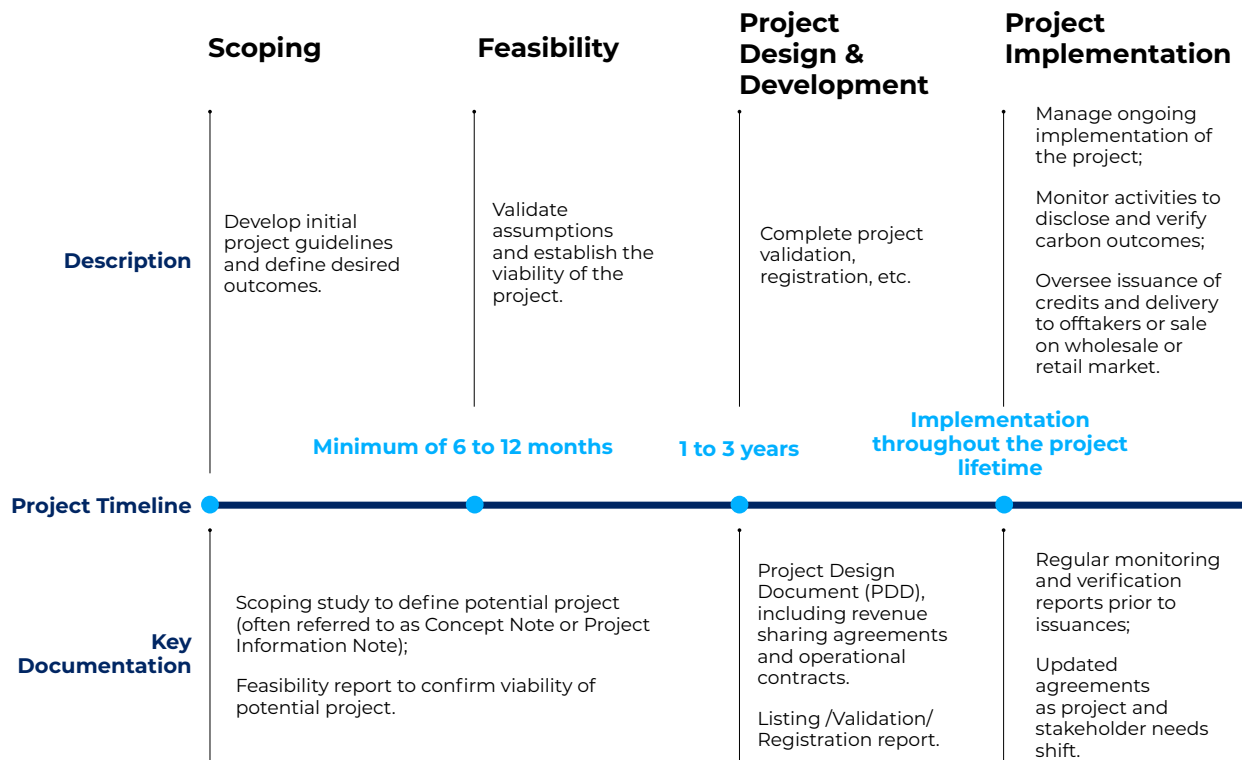 Scoping
Feasibility
Project
Design &
Development
Project
Implementation
Description
Develop initial
project guidelines
and define desired
outcomes.
Validate
assumptions
and establish the
viability of the
project.
Complete project
validation,
registration, etc.
Manage ongoing
implementation of
the project;
Monitor activities to
disclose and verify
carbon outcomes;
Oversee issuance of
credits and delivery
to offtakers or sale
on wholesale or
retail market.
Minimum of 6 to 12 months
1 to 3 years
Implementation
throughout the project
lifetime
Project Timeline
Key
Documentation
Scoping study to define potential project
(often referred to as Concept Note or Project
Information Note);
Feasibility report to confirm viability of
potential project.
Project Design
Document (PDD),
including revenue
sharing agreements
and operational
contracts.
Listing /Validation/
Registration report.
Regular monitoring
and verification
reports prior to
issuances;
Updated
agreements
as project and
stakeholder needs
shift.